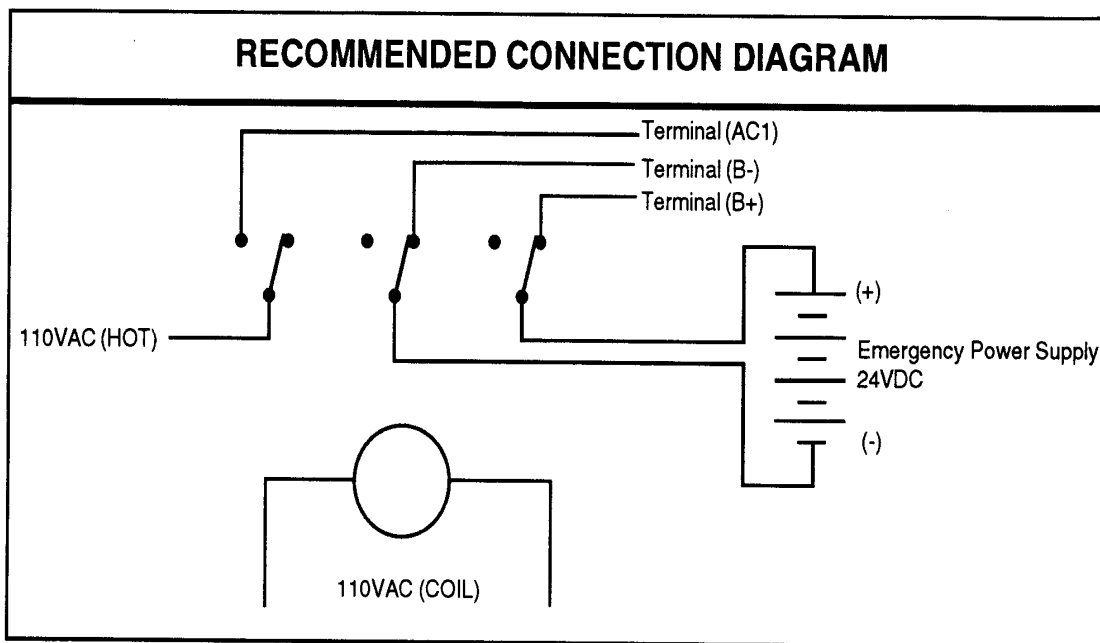 RECOMMENDED CONNECTION DIAGRAM
Terminal (AC1)
Terminal (B-)
Terminal (B+)
110VAC (HOT)
(+)
Emergency Power Supply
24VDC
(-)
110VAC (COIL)